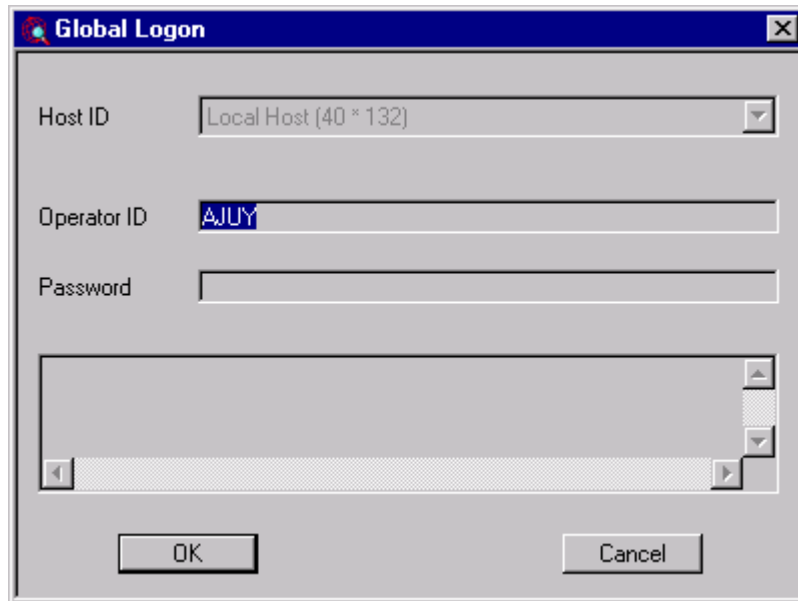 Global Logon
Host ID Local Host (40 * 132)
Operator ID AJUY
Password
OK Cancel